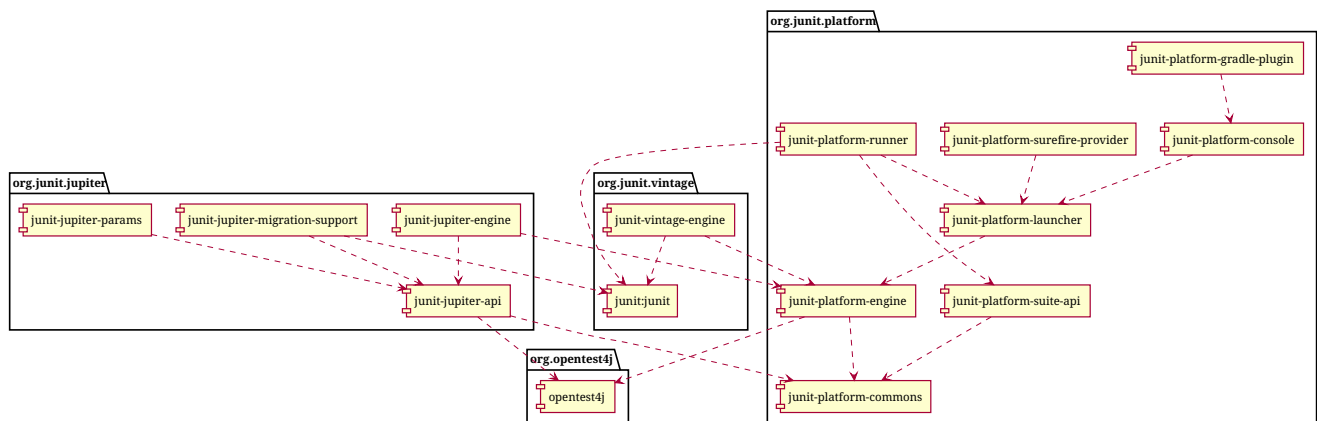 org.junit.platform
junit-platform-gradle-plugin
junit-platform-runner
junit-platform-surefire-provider
junit-platform-console
org.junit.jupiter
org.junit.vintage
junit-jupiter-params
junit-jupiter-migration-support
junit-jupiter-engine
junit-vintage-engine
junit-platform-launcher
junit-jupiter-api
junit:junit
junit-platform-engine
junit-platform-suite-api
org.opentest4j
opentest4j
junit-platform-commons